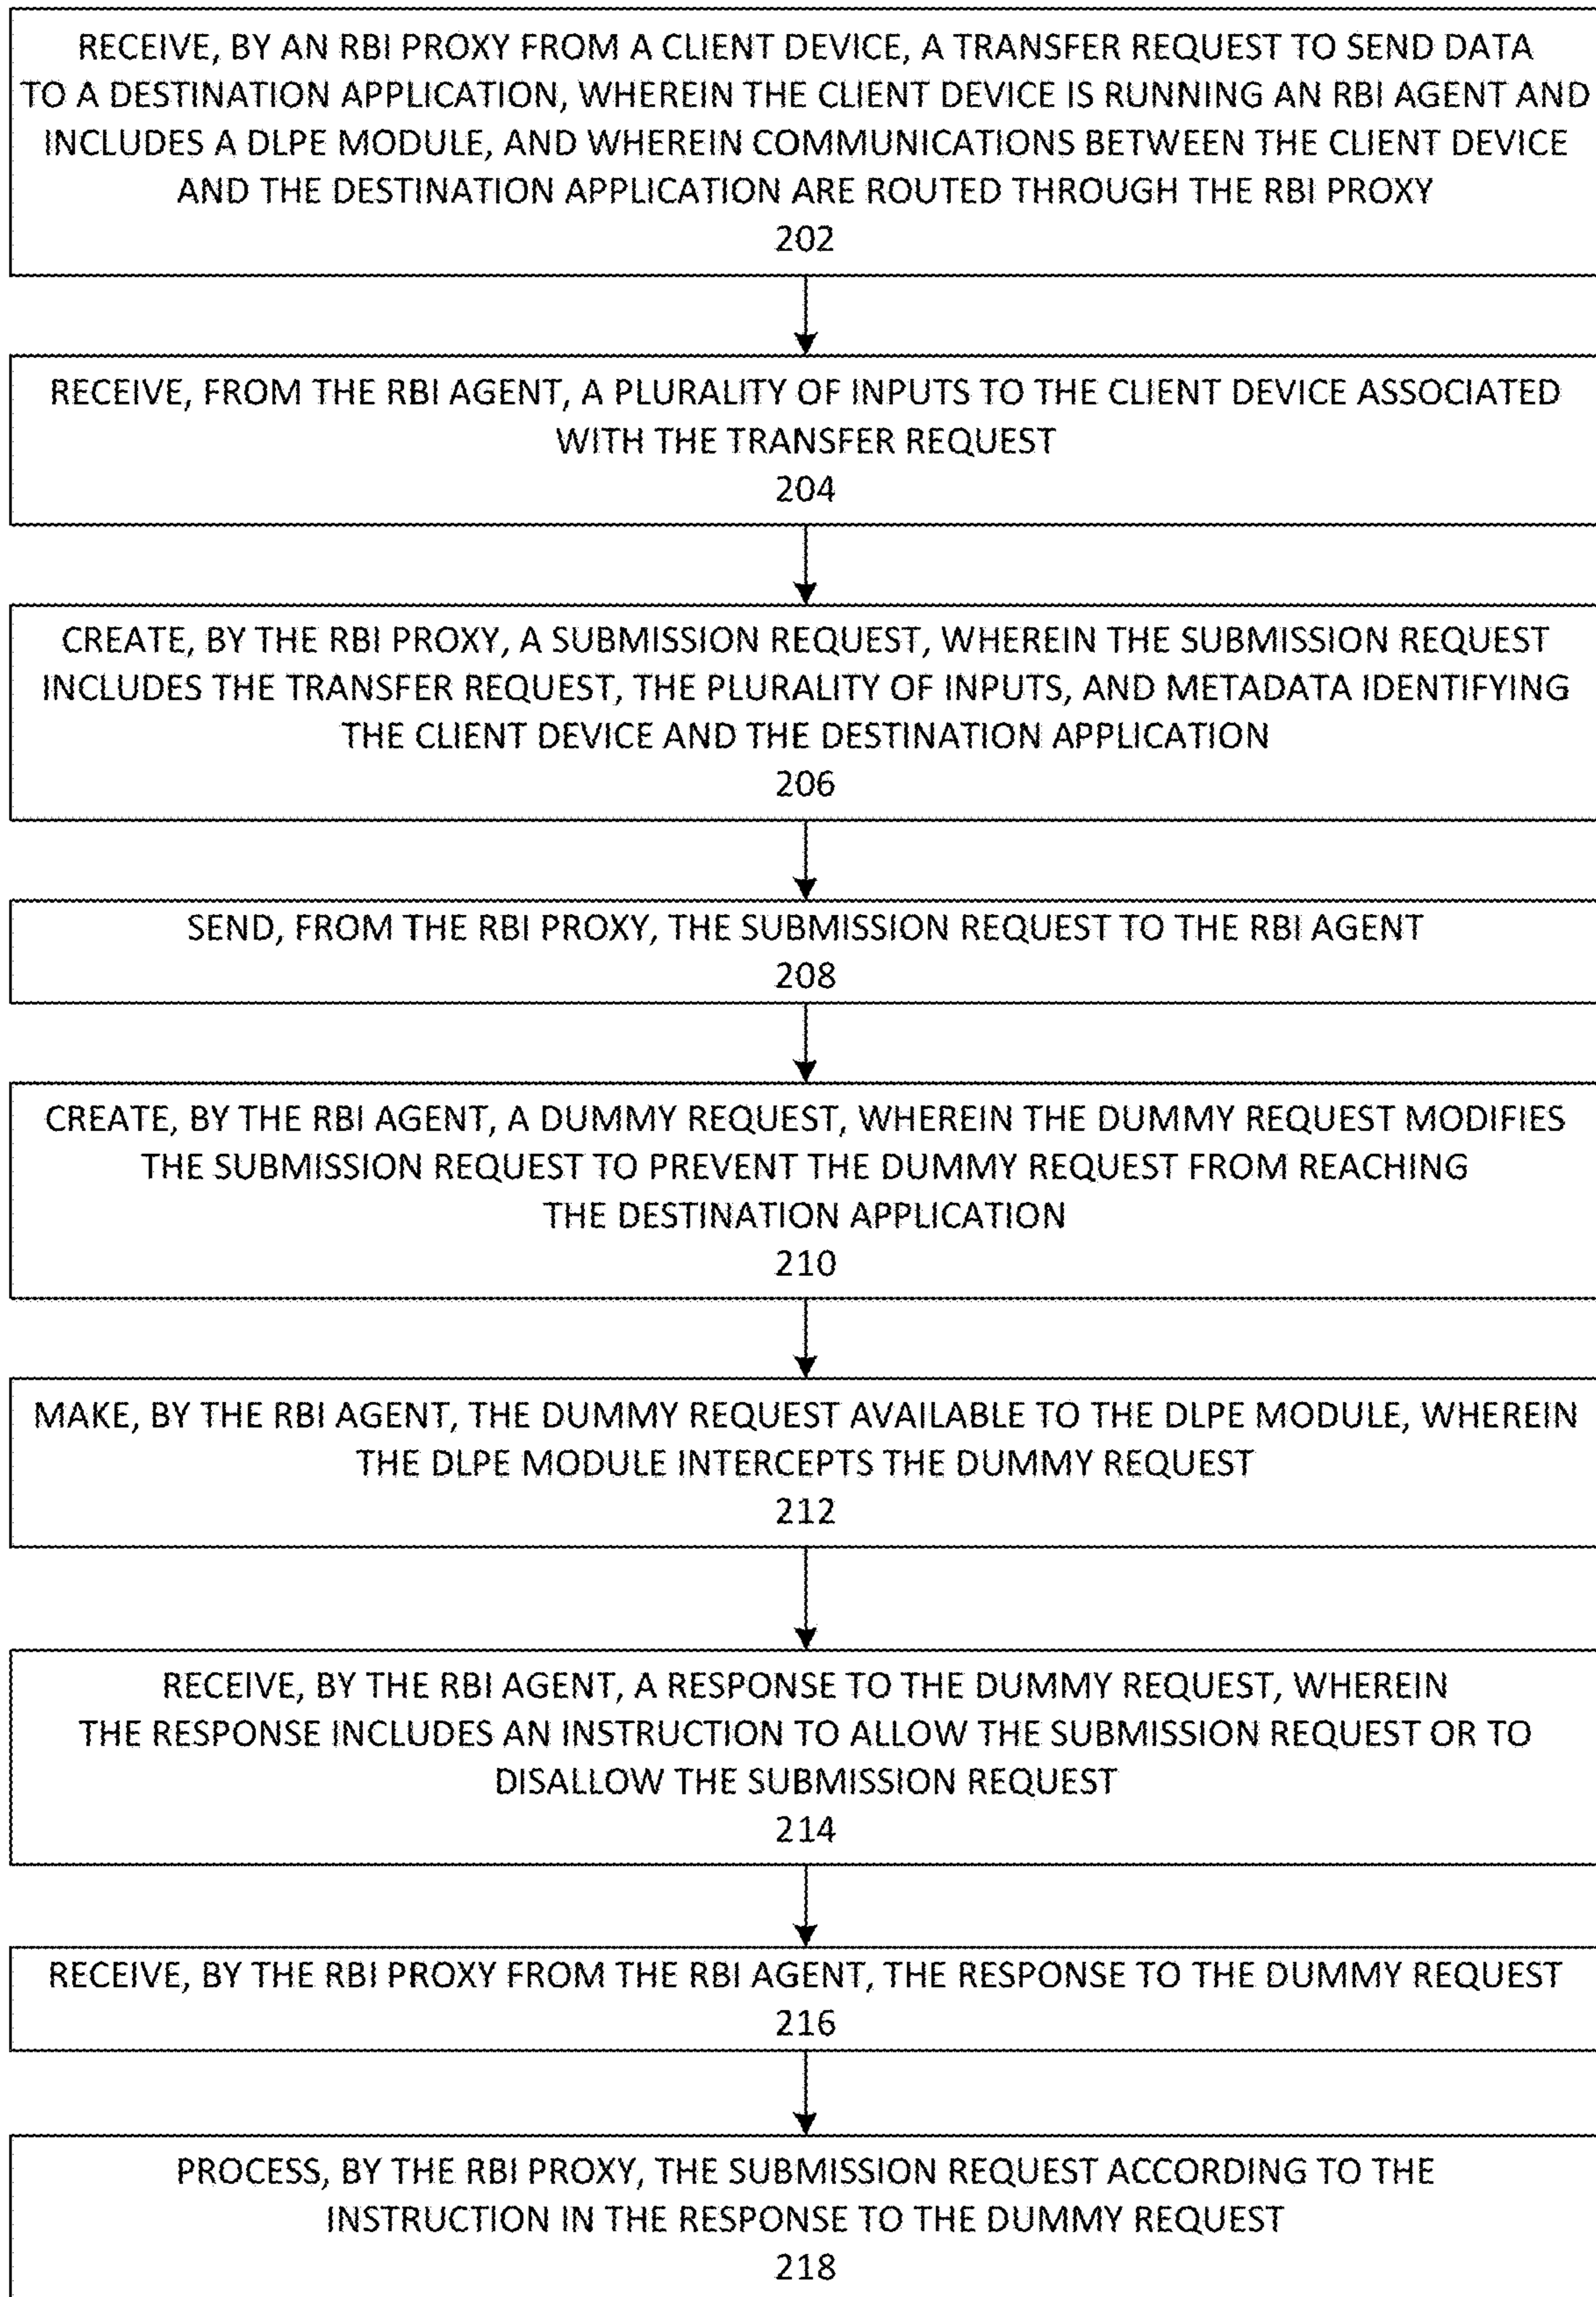 RECEIVE, BY AN RBI PROXY FROM A CLIENT DEVICE, A TRANSFER REQUEST TO SEND DATA
TO A DESTINATION APPLICATION, WHEREIN THE CLIENT DEVICE IS RUNNING AN RBI AGENT AND
INCLUDES A DLPE MODULE, AND WHEREIN COMMUNICATIONS BETWEEN THE CLIENT DEVICE
AND THE DESTINATION APPLICATION ARE ROUTED THROUGH THE RBI PROXY
202
RECEIVE, FROM THE RBI AGENT, A PLURALITY OF INPUTS TO THE CLIENT DEVICE ASSOCIATED
WITH THE TRANSFER REQUEST
204
CREATE, BY THE RBI PROXY, A SUBMISSION REQUEST, WHEREIN THE SUBMISSION REQUEST
INCLUDES THE TRANSFER REQUEST, THE PLURALITY OF INPUTS, AND METADATA IDENTIFYING
THE CLIENT DEVICE AND THE DESTINATION APPLICATION
206
SEND, FROM THE RBI PROXY, THE SUBMISSION REQUEST TO THE RBI AGENT
208
CREATE, BY THE RBI AGENT, A DUMMY REQUEST, WHEREIN THE DUMMY REQUEST MODIFIES
THE SUBMISSION REQUEST TO PREVENT THE DUMMY REQUEST FROM REACHING
THE DESTINATION APPLICATION
210
MAKE, BY THE RBI AGENT, THE DUMMY REQUEST AVAILABLE TO THE DLPE MODULE, WHEREIN
THE DLPE MODULE INTERCEPTS THE DUMMY REQUEST
212
RECEIVE, BY THE RBI AGENT, A RESPONSE TO THE DUMMY REQUEST, WHEREIN
THE RESPONSE INCLUDES AN INSTRUCTION TO ALLOW THE SUBMISSION REQUEST OR TO
DISALLOW THE SUBMISSION REQUEST
214
RECEIVE, BY THE RBI PROXY FROM THE RBI AGENT, THE RESPONSE TO THE DUMMY REQUEST
216
PROCESS, BY THE RBI PROXY, THE SUBMISSION REQUEST ACCORDING TO THE
INSTRUCTION IN THE RESPONSE TO THE DUMMY REQUEST
218